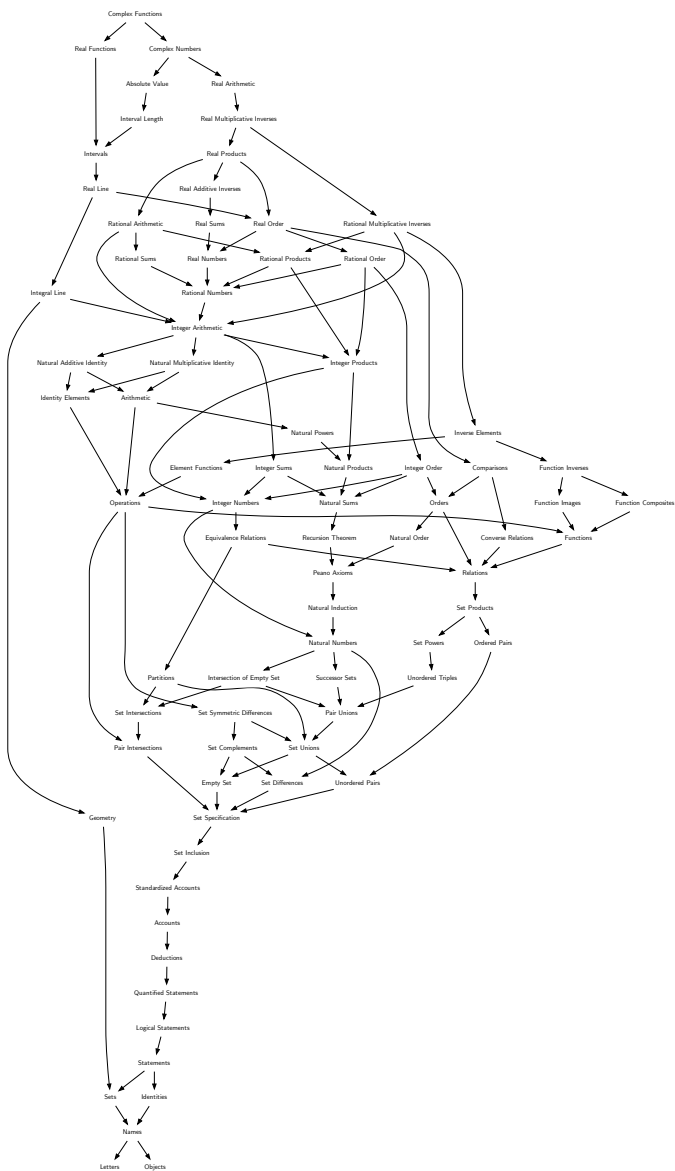 Complex Functions
Real Functions
Complex Numbers
Absolute Value
Real Arithmetic
Interval Length
Real Multiplicative Inverses
Intervals
Real Products
Real Line
Real Additive Inverses
Rational Arithmetic
Real Sums
Real Order
Rational Multiplicative Inverses
Rational Sums
Real Numbers
Rational Products
Rational Order
Integral Line
Rational Numbers
Integer Arithmetic
Natural Additive Identity
Natural Multiplicative Identity
Integer Products
Identity Elements
Arithmetic
Natural Powers
Inverse Elements
Element Functions
Integer Sums
Natural Products
Integer Order
Comparisons
Function Inverses
Operations
Integer Numbers
Natural Sums
Orders
Function Images
Function Composites
Equivalence Relations
Recursion Theorem
Natural Order
Converse Relations
Functions
Peano Axioms
Relations
Natural Induction
Set Products
Natural Numbers
Set Powers
Ordered Pairs
Partitions
Intersection of Empty Set
Successor Sets
Unordered Triples
Set Intersections
Set Symmetric Differences
Pair Unions
Pair Intersections
Set Complements
Set Unions
Empty Set
Set Differences
Unordered Pairs
Geometry
Set Specification
Set Inclusion
Standardized Accounts
Accounts
Deductions
Quantified Statements
Logical Statements
Statements
Sets
Identities
Names
Letters
Objects